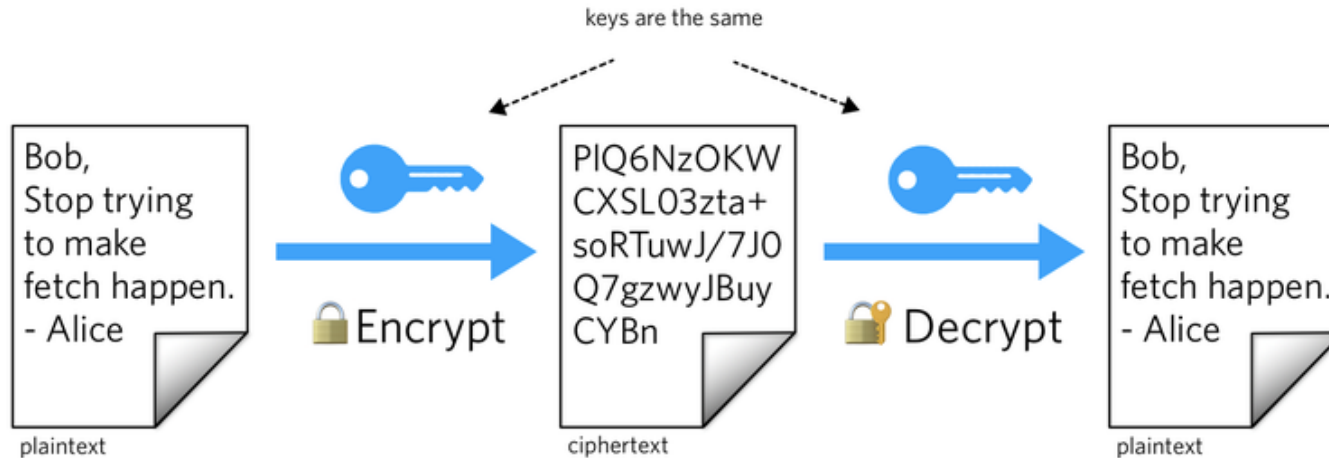 keys are the same
Bob,
Stop trying
to make
fetch happen.
- Alice
plaintext
Encrypt
PlQ6NzOKW
CXSL03zta+
soRTuwJ/7J0
Q7gzwyJBuy
CYBn
ciphertext
Decrypt
Bob,
Stop trying
to make
fetch happen.
- Alice
plaintext